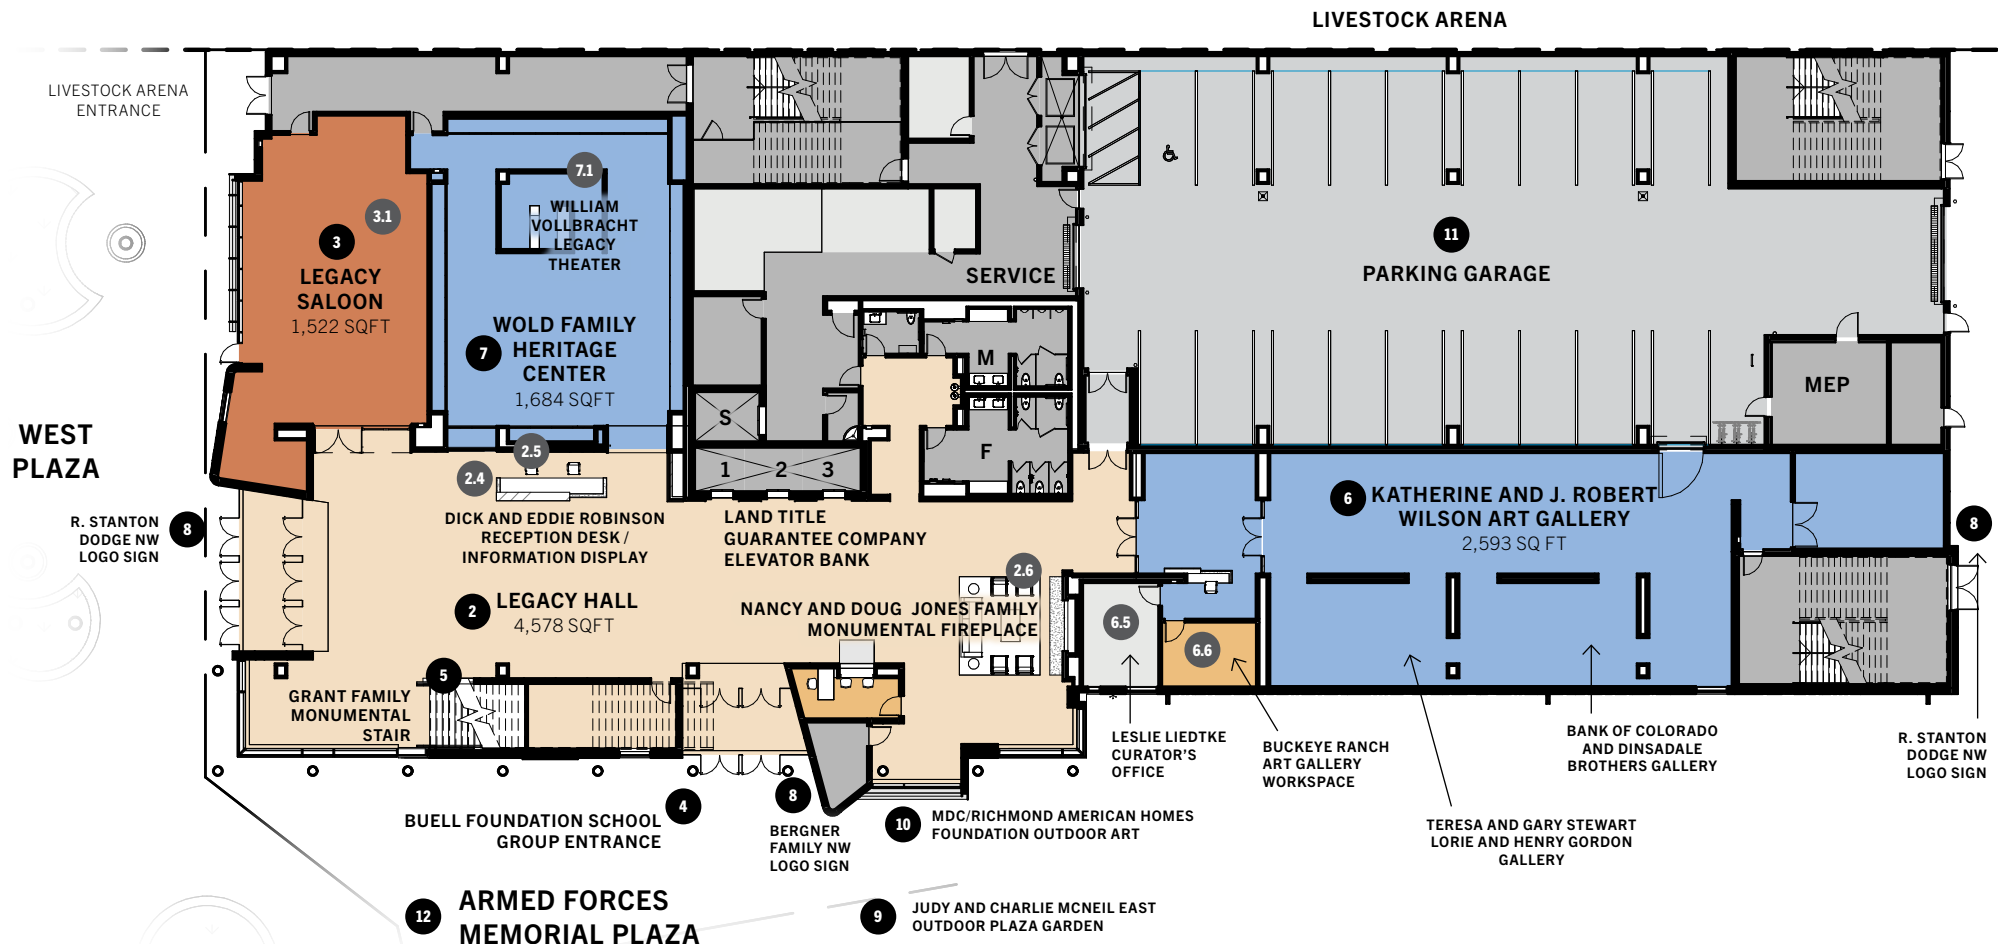 LIVESTOCK ARENA
LIVESTOCK ARENA
ENTRANCE
7.1
3.1
WILLIAM
VOLLBRACHT
LEGACY
THEATER
3
LEGACY
SALOON
1,522 SQFT
11
PARKING GARAGE
SERVICE
7
WOLD FAMILY
HERITAGE
CENTER
1,684 SQFT
M
MEP
S
F
WEST
PLAZA
2.5
2.4
1
2
3
DICK AND EDDIE ROBINSON
RECEPTION DESK /
INFORMATION DISPLAY
LAND TITLE
GUARANTEE COMPANY
ELEVATOR BANK
6
KATHERINE AND J. ROBERT
WILSON ART GALLERY
2,593 SQ FT
R. STANTON
DODGE NW
LOGO SIGN
8
8
2.6
2
LEGACY HALL
4,578 SQFT
NANCY AND DOUG JONES FAMILY
MONUMENTAL FIREPLACE
6.5
6.6
5
GRANT FAMILY
MONUMENTAL
STAIR
LESLIE LIEDTKE
CURATOR'S
OFFICE
BUCKEYE RANCH
ART GALLERY
WORKSPACE
BANK OF COLORADO
AND DINSADALE
BROTHERS GALLERY
R. STANTON
DODGE NW
LOGO SIGN
4
BUELL FOUNDATION SCHOOL
GROUP ENTRANCE
8
BERGNER
FAMILY NW
LOGO SIGN
10
MDC/RICHMOND AMERICAN HOMES
FOUNDATION OUTDOOR ART
TERESA AND GARY STEWART
LORIE AND HENRY GORDON
GALLERY
12
ARMED FORCES
MEMORIAL PLAZA
9
JUDY AND CHARLIE MCNEIL EAST
OUTDOOR PLAZA GARDEN